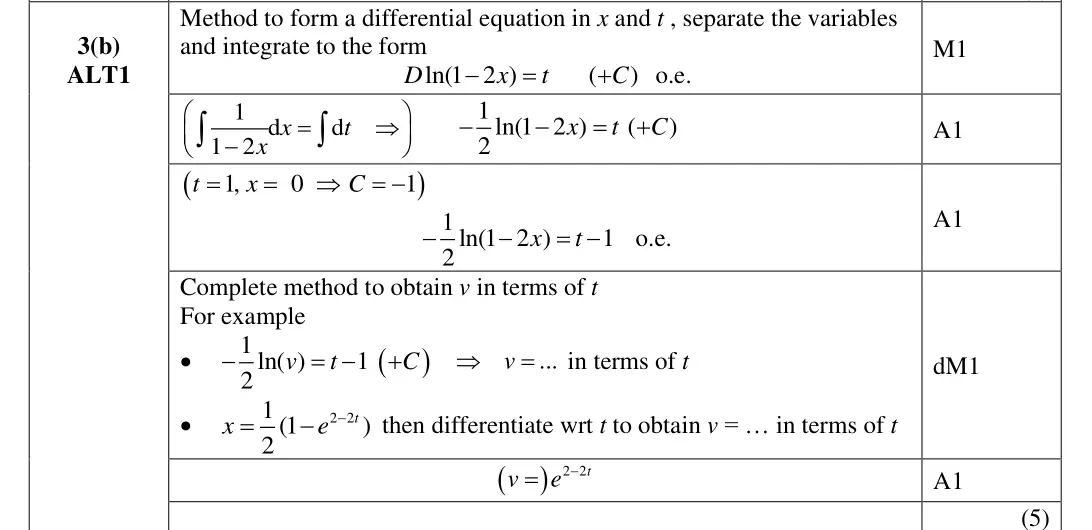 3(b)
ALT1
Method to form a differential equation in x and t , separate the variables
and integrate to the form
D ln(1 − 2x) = t (+C) o.e.
M1
(∫ 1/(1 − 2x) dx = ∫ dt ⇒) −1/2 ln(1 − 2x) = t (+C)
A1
(t = 1, x = 0 ⇒ C = −1)
−1/2 ln(1 − 2x) = t − 1 o.e.
A1
Complete method to obtain v in terms of t
For example
• −1/2 ln(v) = t − 1 (+C) ⇒ v = ... in terms of t
• x = 1/2 (1 − e^{2−2t}) then differentiate wrt t to obtain v = … in terms of t
dM1
(v =) e^{2−2t}
A1
(5)